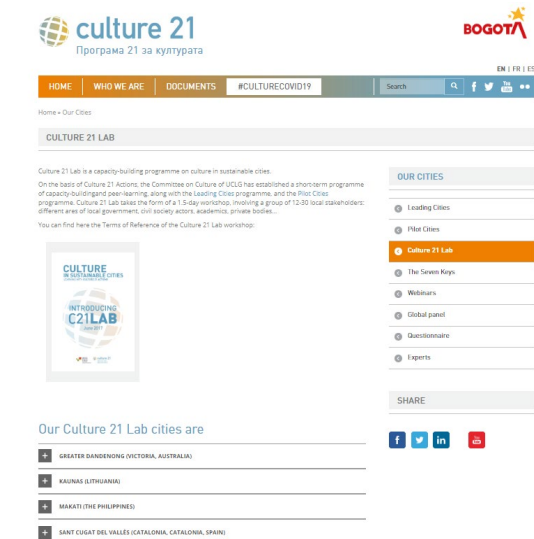 culture 21
Програма 21 за културата
BOGOTA
EN | FR | ES
HOME WHO WE ARE DOCUMENTS #CULTURECOVID19 Search
Home » Our Cities
CULTURE 21 LAB
Culture 21 Lab is a capacity-building programme on culture in sustainable cities.
On the basis of Culture 21 Actions, the Committee on Culture of UCLG has established a short-term programme
of capacity-buildingand peer-learning, along with the Leading Cities programme, and the Pilot Cities
programme. Culture 21 Lab takes the form of a 1.5-day workshop, involving a group of 12-30 local stakeholders:
different ares of local government, civil society actors, academics, private bodies...
You can find here the Terms of Reference of the Culture 21 Lab workshop:
CULTURE
IN SUSTAINABLE CITIES
INTRODUCING
C21LAB
June 2017
Our Culture 21 Lab cities are
GREATER DANDENONG (VICTORIA, AUSTRALIA)
KAUNAS (LITHUANIA)
MAKATI (THE PHILIPPINES)
SANT CUGAT DEL VALLÈS (CATALONIA, CATALONIA, SPAIN)
OUR CITIES
Leading Cities
Pilot Cities
Culture 21 Lab
The Seven Keys
Webinars
Global panel
Questionnaire
Experts
SHARE